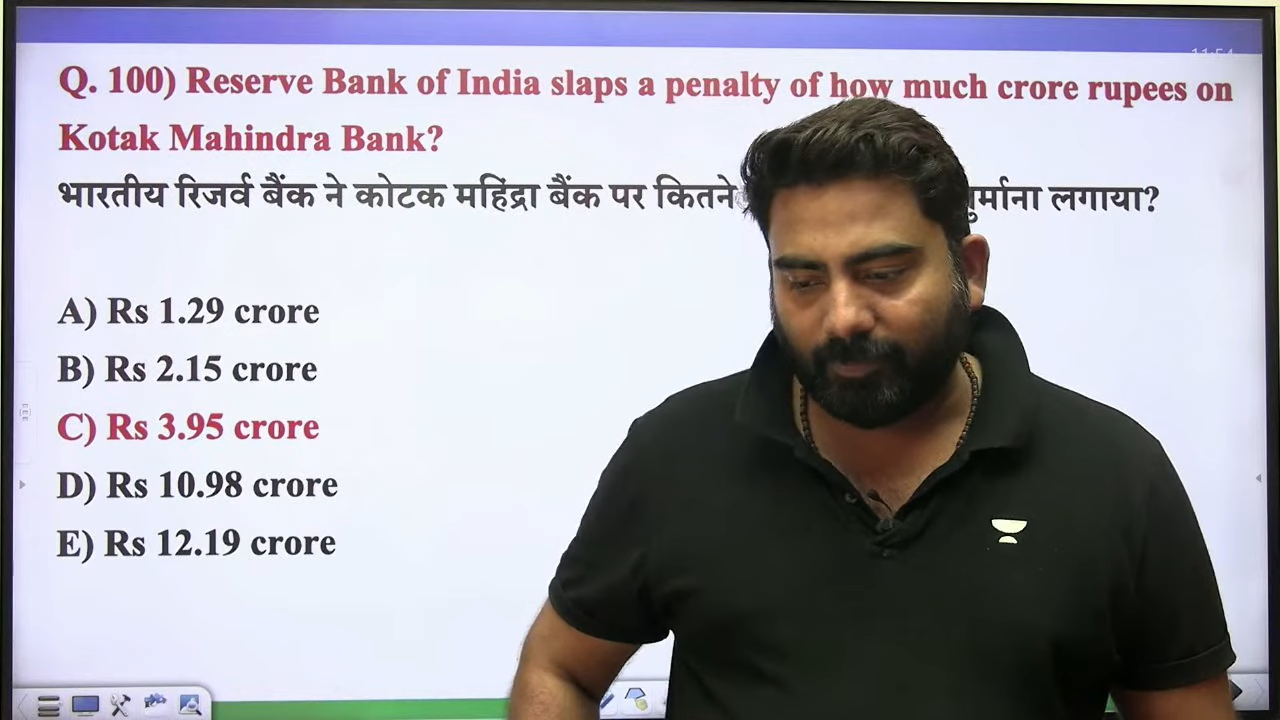 11:54
Q. 100) Reserve Bank of India slaps a penalty of how much crore rupees on
Kotak Mahindra Bank?
भारतीय रिजर्व बैंक ने कोटक महिंद्रा बैंक पर कितने लगाया?
A) Rs 1.29 crore
B) Rs 2.15 crore
C) Rs 3.95 crore
D) Rs 10.98 crore
E) Rs 12.19 crore